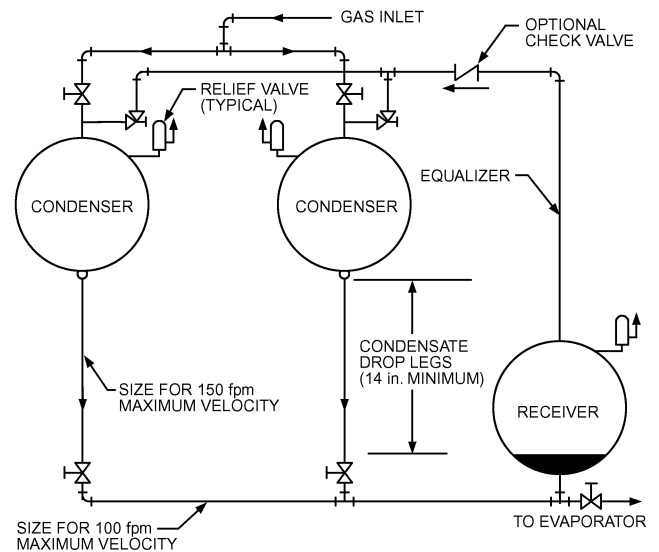 GAS INLET
OPTIONAL
CHECK VALVE
RELIEF VALVE
(TYPICAL)
EQUALIZER
CONDENSER
CONDENSER
CONDENSATE
DROP LEGS
(14 in. MINIMUM)
SIZE FOR 150 fpm
MAXIMUM VELOCITY
RECEIVER
TO EVAPORATOR
SIZE FOR 100 fpm
MAXIMUM VELOCITY